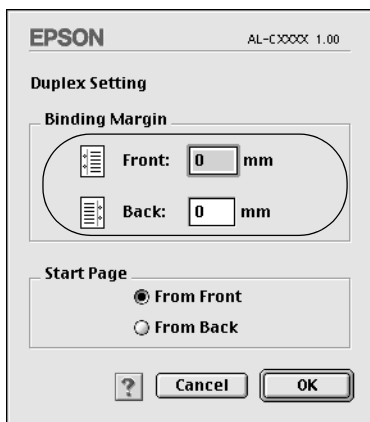 EPSON AL-CXXXX 1.00
Duplex Setting
Binding Margin
Front: 0 mm
Back: 0 mm
Start Page
From Front
From Back
? Cancel OK